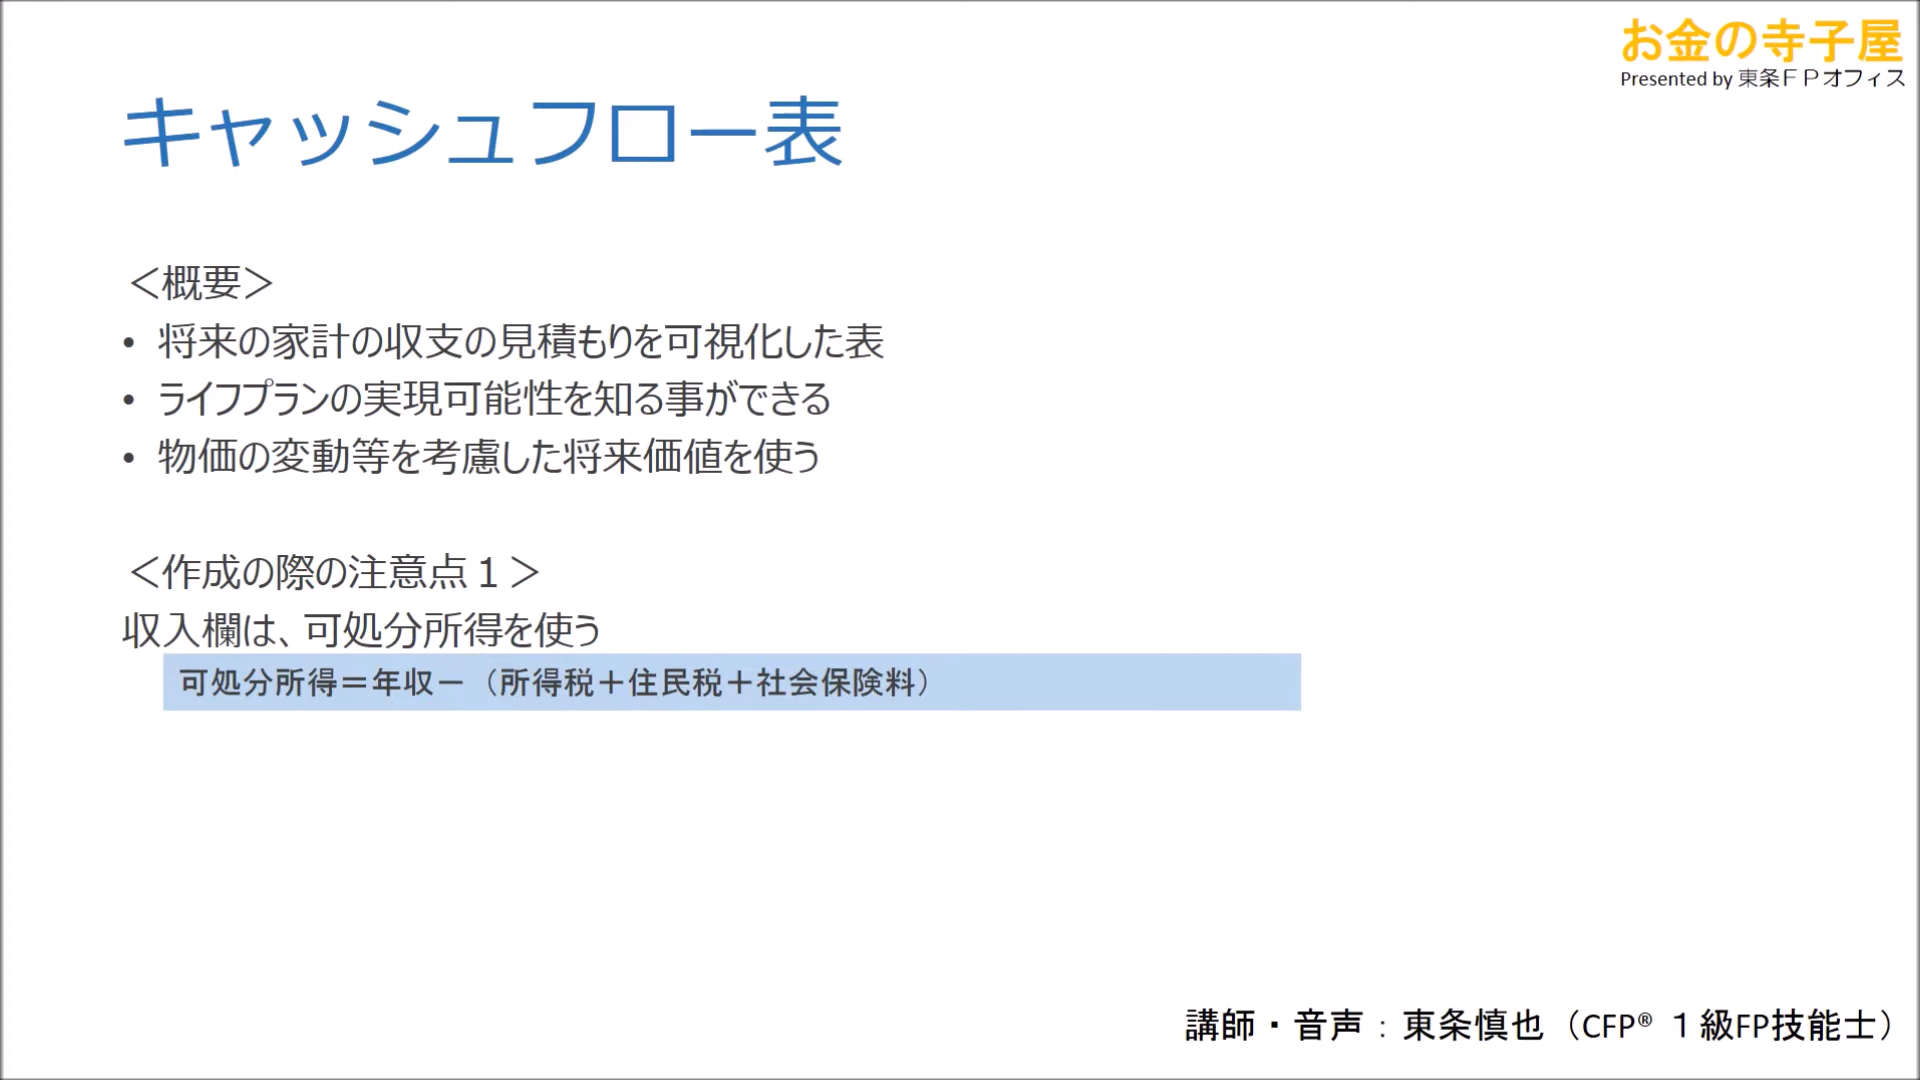 お金の寺子屋
Presented by 東条ＦＰオフィス
キャッシュフロー表
＜概要＞
• 将来の家計の収支の見積もりを可視化した表
• ライフプランの実現可能性を知る事ができる
• 物価の変動等を考慮した将来価値を使う
＜作成の際の注意点１＞
収入欄は、可処分所得を使う
可処分所得＝年収－（所得税＋住民税＋社会保険料）
講師・音声：東条慎也（CFP® １級FP技能士）